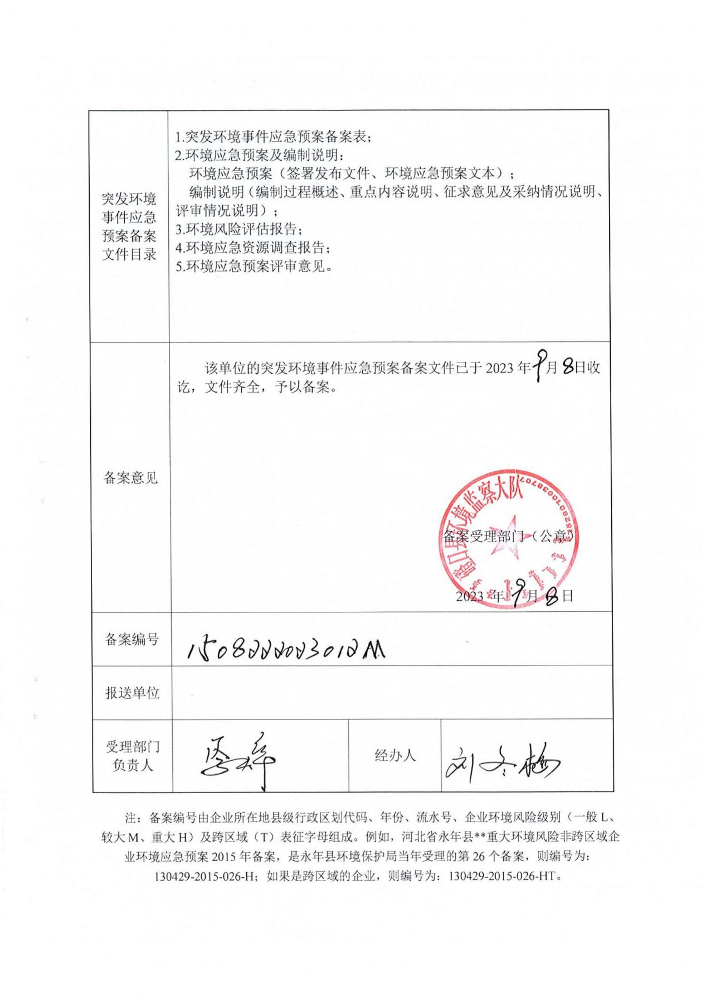 突发环境
事件应急
预案备案
文件目录
1.突发环境事件应急预案备案表；
2.环境应急预案及编制说明：
环境应急预案（签署发布文件、环境应急预案文本）；
编制说明（编制过程概述、重点内容说明、征求意见及采纳情况说明、
评审情况说明）；
3.环境风险评估报告；
4.环境应急资源调查报告；
5.环境应急预案评审意见。
备案意见
该单位的突发环境事件应急预案备案文件已于 2023 年 9月 8日收
讫，文件齐全，予以备案。
磴口县环境监察大队
备案受理部门（公章）
2023 年 9月 8日
备案编号
1508222023012M
报送单位
受理部门
负责人
经办人
刘冬梅
注：备案编号由企业所在地县级行政区划代码、年份、流水号、企业环境风险级别（一般 L、
较大 M、重大 H）及跨区域（T）表征字母组成。例如，河北省永年县**重大环境风险非跨区域企
业环境应急预案 2015 年备案，是永年县环境保护局当年受理的第 26 个备案，则编号为：
130429-2015-026-H；如果是跨区域的企业，则编号为：130429-2015-026-HT。